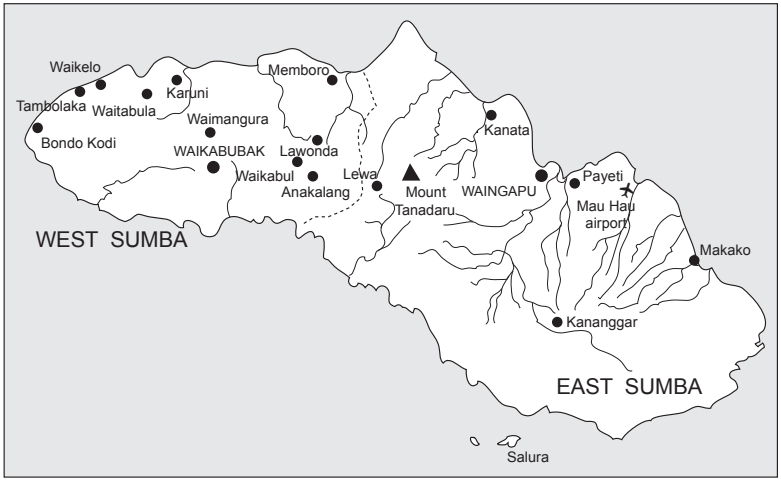 Waikelo
Memboro
Tambolaka
Waitabula
Karuni
Waimangura
Kanata
Bondo Kodi
WAIKABUBAK
Lawonda
Waikabul
Lewa
Anakalang
Mount
Tanadaru
WAINGAPU
Payeti
Mau Hau
airport
WEST SUMBA
Makako
Kananggar
EAST SUMBA
Salura